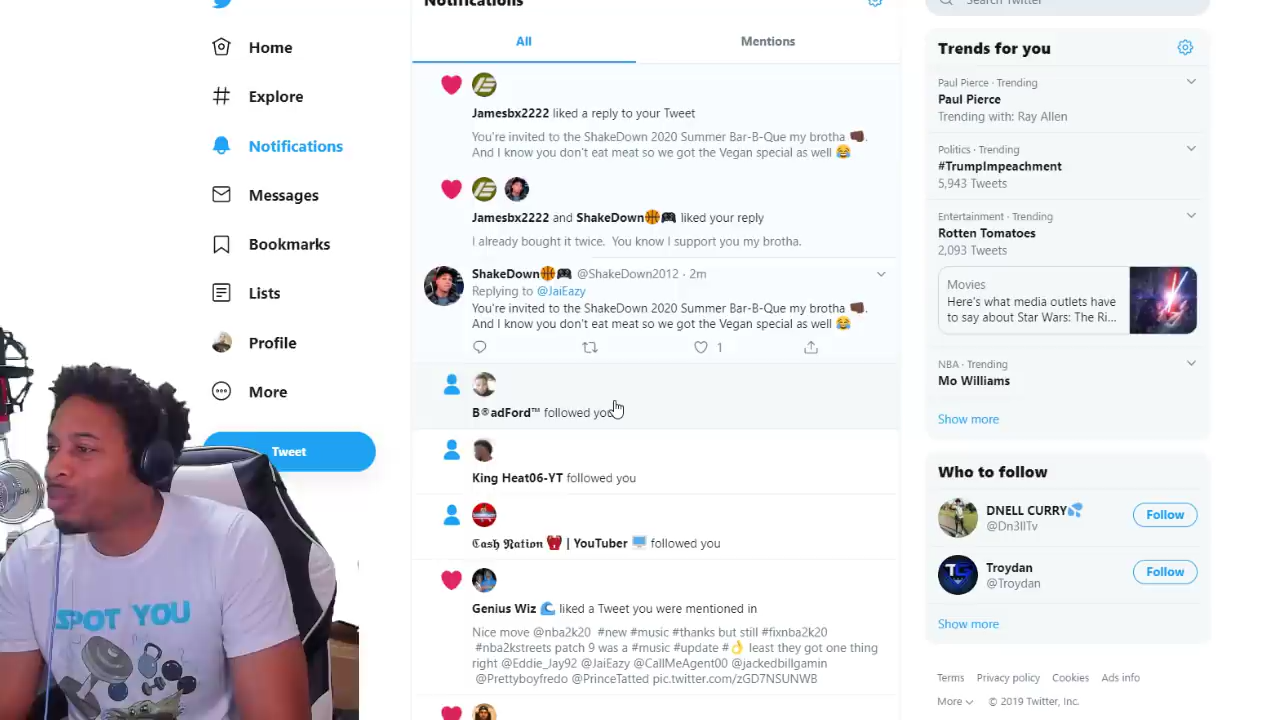 Notifications
Search Twitter
All
Mentions
Home
Explore
Notifications
Messages
Bookmarks
Lists
Profile
More
Tweet
Jamesbx2222 liked a reply to your Tweet
You're invited to the ShakeDown 2020 Summer Bar-B-Que my brotha 👊🏿.
And I know you don't eat meat so we got the Vegan special as well 😂
Jamesbx2222 and ShakeDown🏀🎮 liked your reply
I already bought it twice. You know I support you my brotha.
ShakeDown🏀🎮 @ShakeDown2012 · 2m
Replying to @JaiEazy
You're invited to the ShakeDown 2020 Summer Bar-B-Que my brotha 👊🏿.
And I know you don't eat meat so we got the Vegan special as well 😂
1
B®adFord™ followed you
King Heat06-YT followed you
ℭ𝔞𝔰𝔥 𝔑𝔞𝔱𝔦𝔬𝔫 | YouTuber 🖥️ followed you
Genius Wiz 🌊 liked a Tweet you were mentioned in
Nice move @nba2k20 #new #music #thanks but still #fixnba2k20
#nba2kstreets patch 9 was a #music #update #👌 least they got one thing
right @Eddie_Jay92 @JaiEazy @CallMeAgent00 @jackedbillgamin
@Prettyboyfredo @PrinceTatted pic.twitter.com/zGD7NSUNWB
Trends for you
Paul Pierce · Trending
Paul Pierce
Trending with: Ray Allen
Politics · Trending
#TrumpImpeachment
5,943 Tweets
Entertainment · Trending
Rotten Tomatoes
2,093 Tweets
Movies
Here's what media outlets have
to say about Star Wars: The Ri...
NBA · Trending
Mo Williams
Show more
Who to follow
DNELL CURRY💦
@Dn3llTv
Follow
Troydan
@Troydan
Follow
Show more
Terms Privacy policy Cookies Ads info
More © 2019 Twitter, Inc.
SPOT YOU